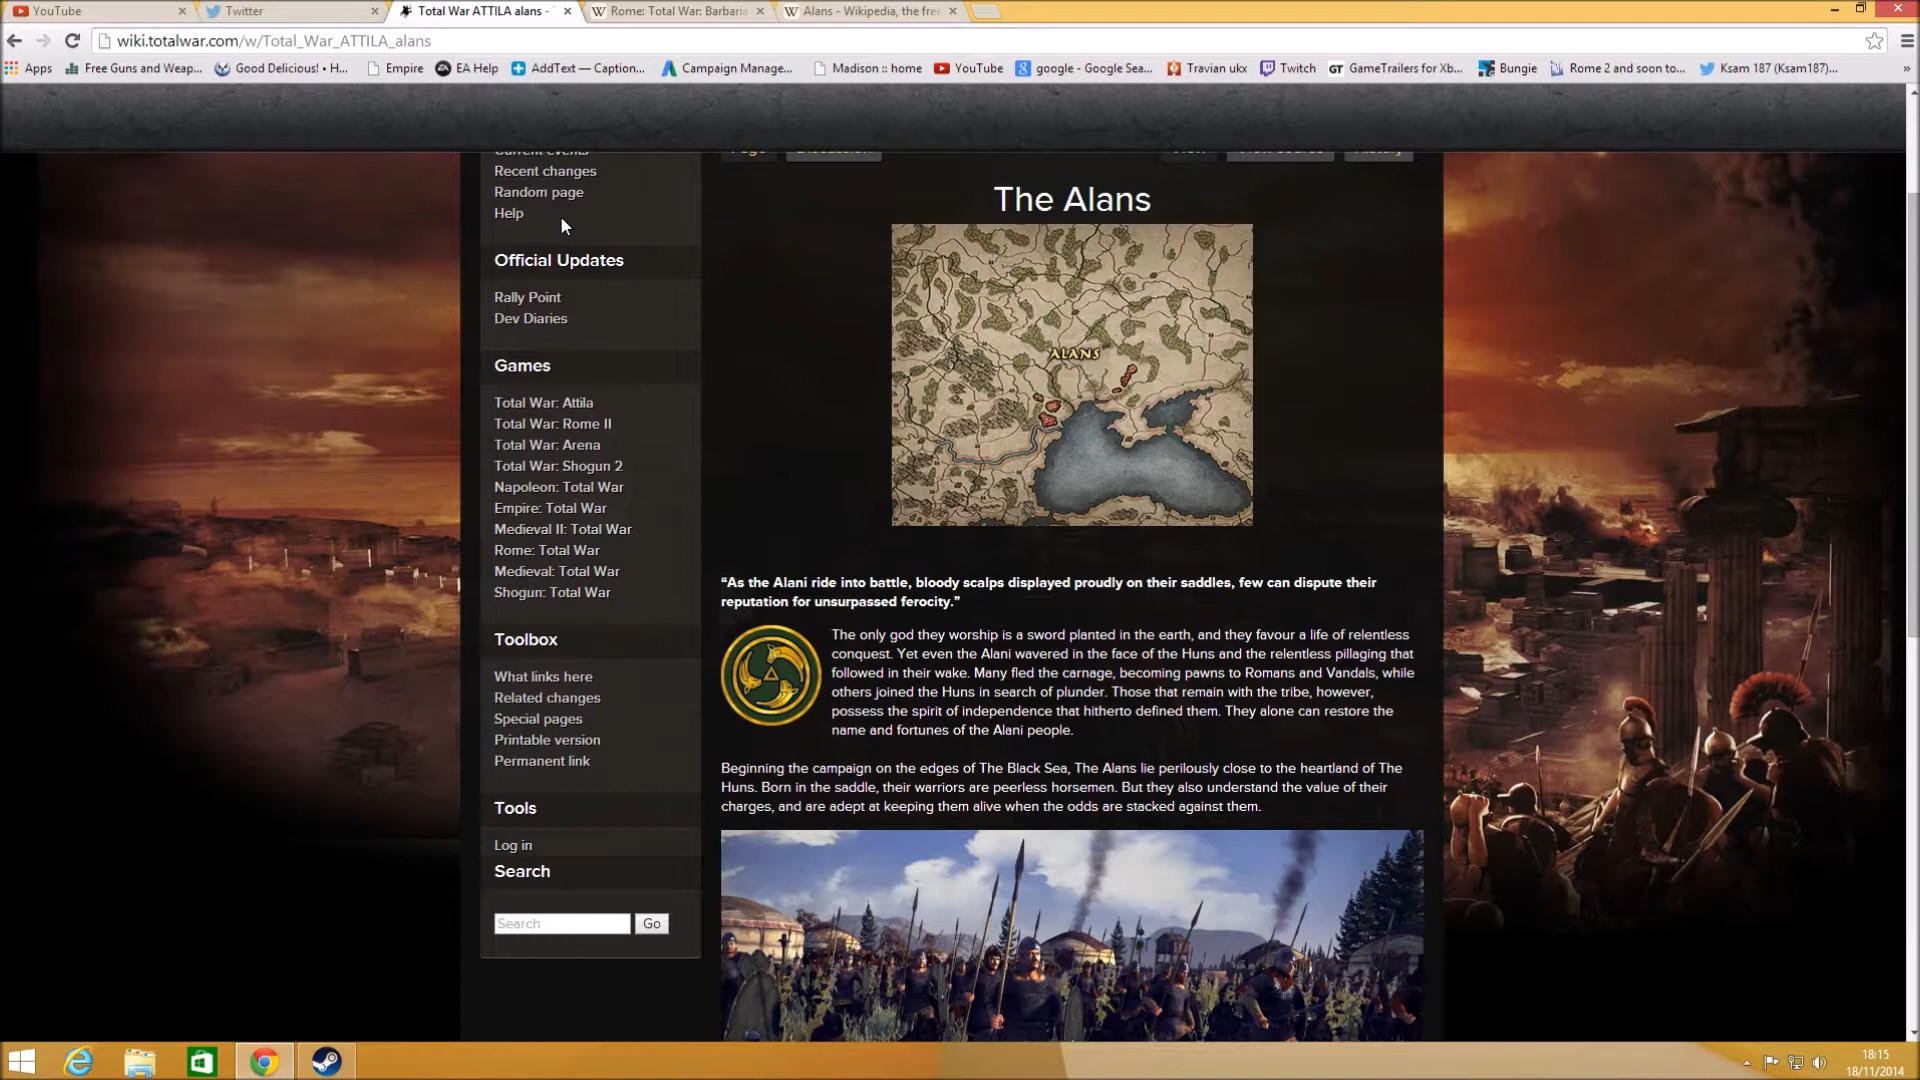 YouTube
Twitter
Total War ATTILA alans -
Rome: Total War: Barbaria
Alans - Wikipedia, the free
wiki.totalwar.com/w/Total_War_ATTILA_alans
Apps
Free Guns and Weap...
Good Delicious! • H...
Empire
EA Help
AddText — Caption...
Campaign Manage...
Madison :: home
YouTube
google - Google Sea...
Travian ukx
Twitch
GameTrailers for Xb...
Bungie
Rome 2 and soon to...
Ksam 187 (Ksam187)...
Current events
Recent changes
Random page
Help
Official Updates
Rally Point
Dev Diaries
Games
Total War: Attila
Total War: Rome II
Total War: Arena
Total War: Shogun 2
Napoleon: Total War
Empire: Total War
Medieval II: Total War
Rome: Total War
Medieval: Total War
Shogun: Total War
Toolbox
What links here
Related changes
Special pages
Printable version
Permanent link
Tools
Log in
Search
Search
Go
Page
Discussion
View
View source
History
The Alans
ALANS
“As the Alani ride into battle, bloody scalps displayed proudly on their saddles, few can dispute their
reputation for unsurpassed ferocity.”
The only god they worship is a sword planted in the earth, and they favour a life of relentless
conquest. Yet even the Alani wavered in the face of the Huns and the relentless pillaging that
followed in their wake. Many fled the carnage, becoming pawns to Romans and Vandals, while
others joined the Huns in search of plunder. Those that remain with the tribe, however,
possess the spirit of independence that hitherto defined them. They alone can restore the
name and fortunes of the Alani people.
Beginning the campaign on the edges of The Black Sea, The Alans lie perilously close to the heartland of The
Huns. Born in the saddle, their warriors are peerless horsemen. But they also understand the value of their
charges, and are adept at keeping them alive when the odds are stacked against them.
18:15
18/11/2014